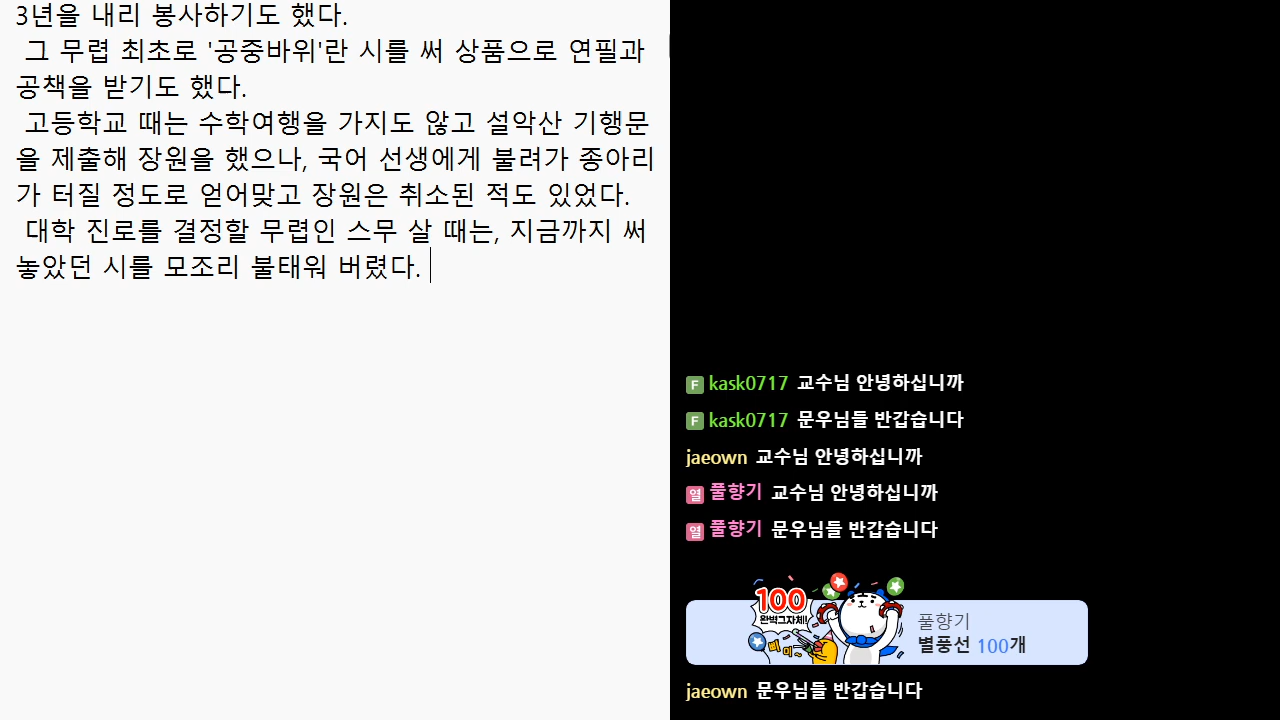 3년을 내리 봉사하기도 했다.
그 무렵 최초로 '공중바위'란 시를 써 상품으로 연필과
공책을 받기도 했다.
고등학교 때는 수학여행을 가지도 않고 설악산 기행문
을 제출해 장원을 했으나, 국어 선생에게 불려가 종아리
가 터질 정도로 얻어맞고 장원은 취소된 적도 있었다.
대학 진로를 결정할 무렵인 스무 살 때는, 지금까지 써
놓았던 시를 모조리 불태워 버렸다.
F kask0717 교수님 안녕하십니까
F kask0717 문우님들 반갑습니다
jaeown 교수님 안녕하십니까
열 풀향기 교수님 안녕하십니까
열 풀향기 문우님들 반갑습니다
100
완벽그자체!
삐 미~
풀향기
별풍선 100개
jaeown 문우님들 반갑습니다